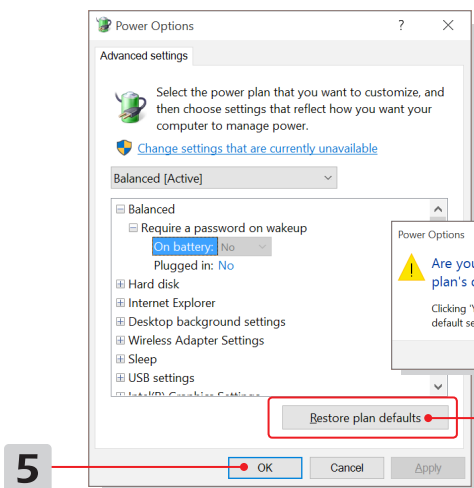 Power Options
?
Advanced settings
Select the power plan that you want to customize, and
then choose settings that reflect how you want your
computer to manage power.
Change settings that are currently unavailable
Balanced [Active]
Balanced
Require a password on wakeup
On battery: No
Plugged in: No
Hard disk
Internet Explorer
Desktop background settings
Wireless Adapter Settings
Sleep
USB settings
Intel(R) Graphics Settings
Restore plan defaults
OK
Cancel
Apply
Power Options
Are you
plan's
Clicking
default
5